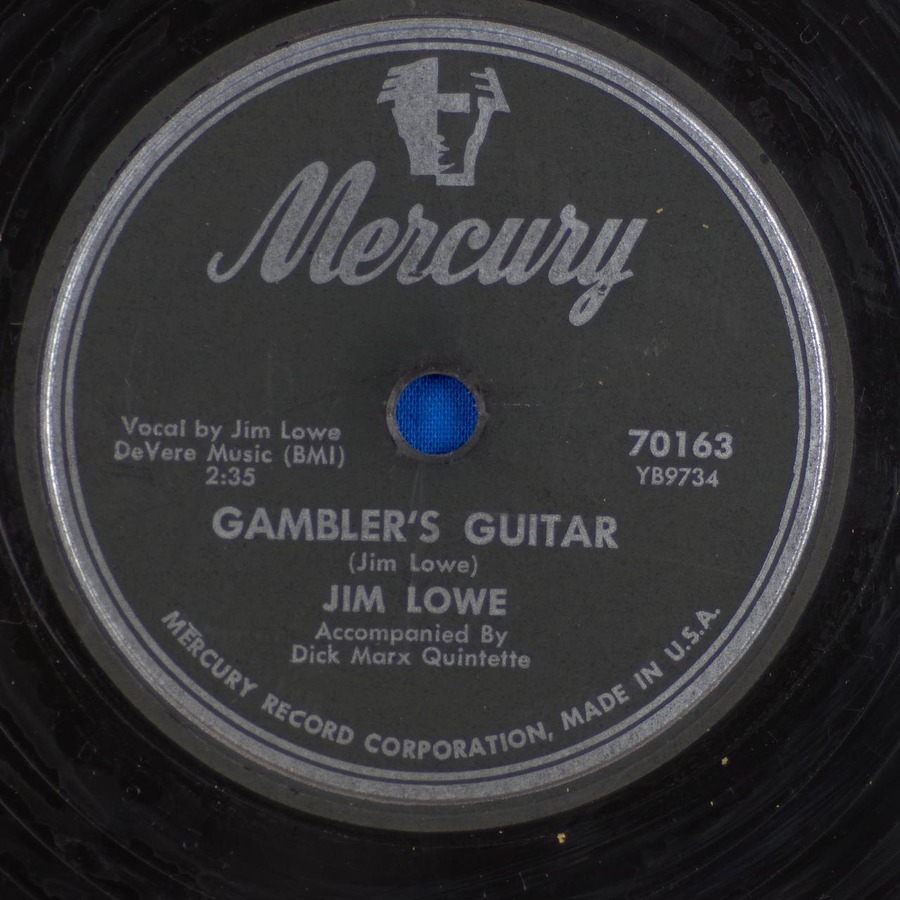 Mercury
Vocal by Jim Lowe
DeVere Music (BMI)
2:35
70163
YB9734
GAMBLER'S GUITAR
(Jim Lowe)
JIM LOWE
Accompanied By
Dick Marx Quintette
MERCURY RECORD CORPORATION, MADE IN U.S.A.